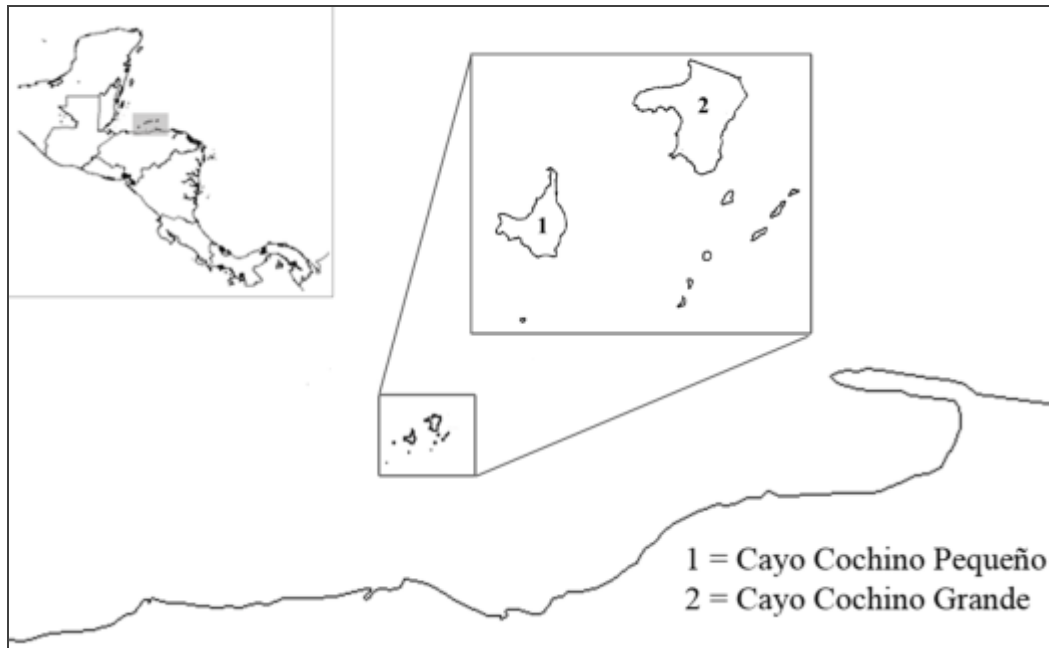 2
1
1 = Cayo Cochino Pequeño
2 = Cayo Cochino Grande